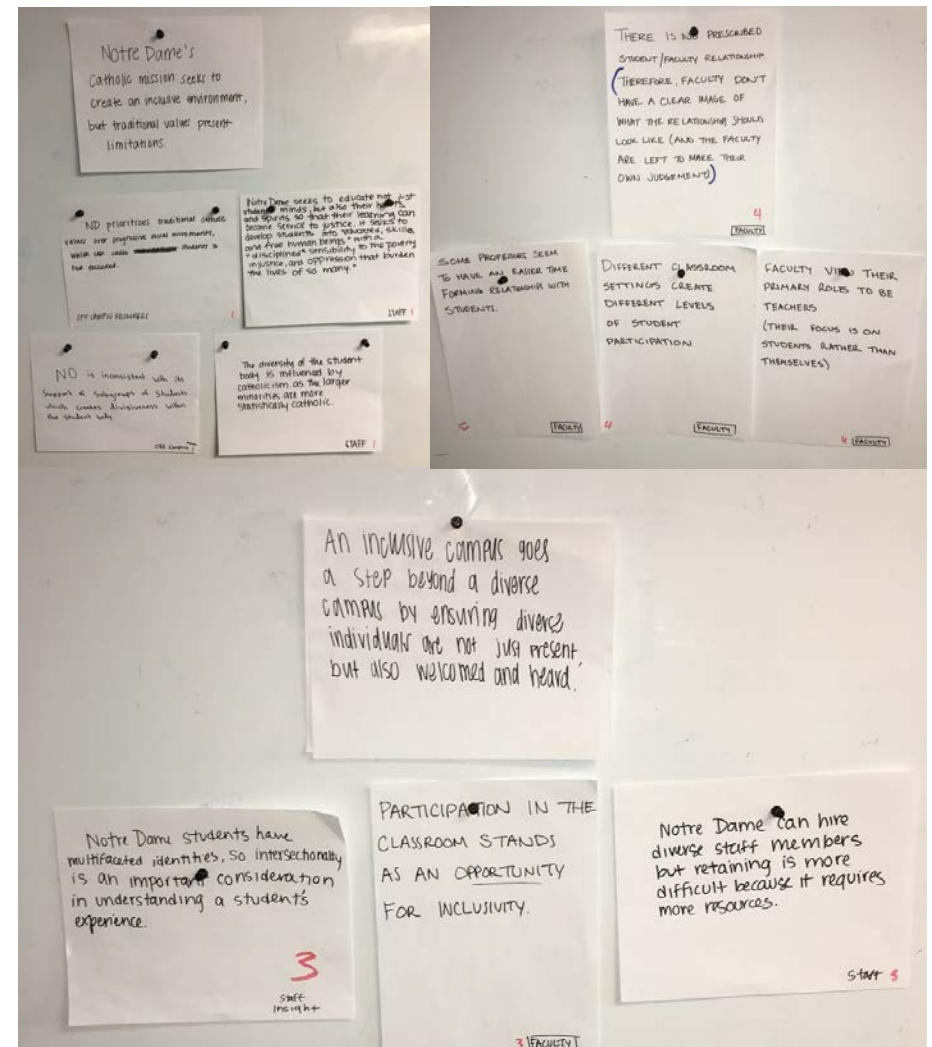 Notre Dame's
Catholic mission seeks to
create an inclusive environment,
but traditional values present
limitations.
ND prioritizes traditional catholic
values over progressive social movements,
which can cause students to
feel excluded.
OFF CAMPUS RESOURCES
1
Notre Dame seeks to educate not just
students minds, but also their hearts
and spirits so that their learning can
become service to justice. It seeks to
develop students into "educated, skilled,
and free human beings" with a
"disciplined" sensibility to the poverty
injustice, and oppression that burden
the lives of so many."
STAFF 1
ND is inconsistent with its
support of subgroups of students
which creates divisiveness within
the student body
Off Campus 1
The diversity of the student
body is influenced by
catholicism as the larger
minorities are more
statistically catholic.
STAFF 1
THERE IS NO PRESCRIBED
STUDENT/FACULTY RELATIONSHIP.
(THEREFORE, FACULTY DON'T
HAVE A CLEAR IMAGE OF
WHAT THE RELATIONSHIP SHOULD
LOOK LIKE (AND THE FACULTY
ARE LEFT TO MAKE THEIR
OWN JUDGEMENT))
4
FACULTY
SOME PROFESSORS SEEM
TO HAVE AN EASIER TIME
FORMING RELATIONSHIPS WITH
STUDENTS.
FACULTY
DIFFERENT CLASSROOM
SETTINGS CREATE
DIFFERENT LEVELS
OF STUDENT
PARTICIPATION
4 FACULTY
FACULTY VIEW THEIR
PRIMARY ROLES TO BE
TEACHERS
(THEIR FOCUS IS ON
STUDENTS RATHER THAN
THEMSELVES)
4 FACULTY
An inclusive campus goes
a step beyond a diverse
campus by ensuring diverse
individuals are not just present
but also welcomed and heard.
Notre Dame students have
multifaceted identities, so intersectionality
is an important consideration
in understanding a student's
experience.
3
Staff
Insight
PARTICIPATION IN THE
CLASSROOM STANDS
AS AN OPPORTUNITY
FOR INCLUSIVITY.
3 FACULTY
Notre Dame can hire
diverse staff members
but retaining is more
difficult because it requires
more resources.
Staff 3